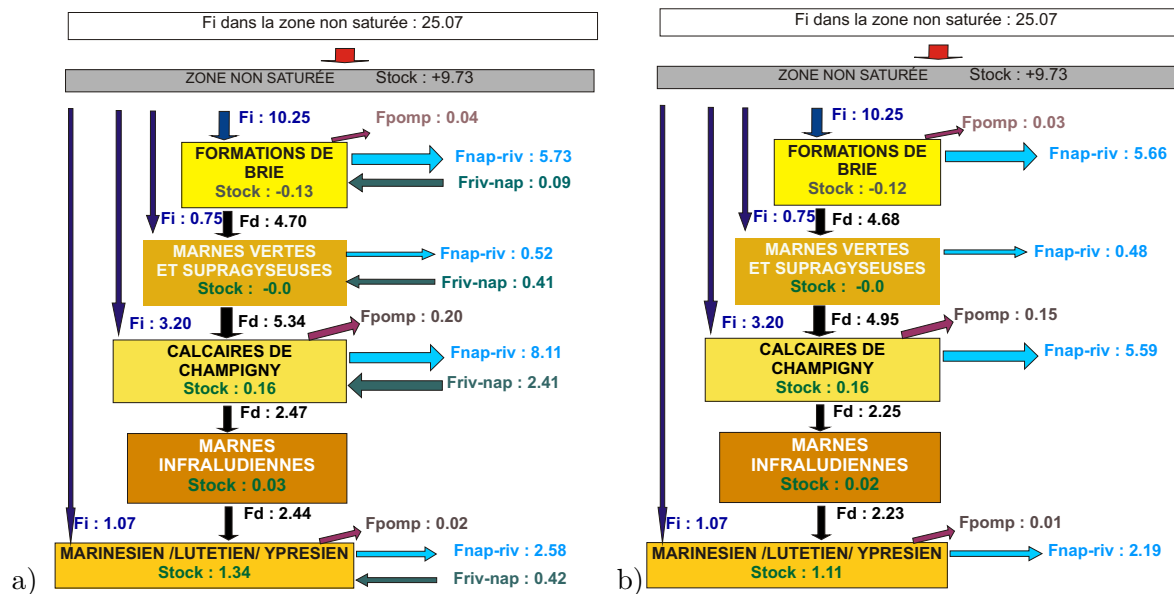 Fi dans la zone non saturée : 25.07
ZONE NON SATURÉE Stock : +9.73
Fi : 10.25
Fpomp : 0.04
FORMATIONS DE
BRIE
Stock : -0.13
Fnap-riv : 5.73
Friv-nap : 0.09
Fi : 0.75
Fd : 4.70
MARNES VERTES
ET SUPRAGYSEUSES
Stock : -0.0
Fnap-riv : 0.52
Friv-nap : 0.41
Fi : 3.20
Fd : 5.34
Fpomp : 0.20
CALCAIRES DE
CHAMPIGNY
Stock : 0.16
Fnap-riv : 8.11
Friv-nap : 2.41
Fd : 2.47
MARNES
INFRALUDIENNES
Stock : 0.03
Fi : 1.07
Fd : 2.44
Fpomp : 0.02
MARINESIEN /LUTETIEN/ YPRESIEN
Stock : 1.34
Fnap-riv : 2.58
Friv-nap : 0.42
a)
Fi dans la zone non saturée : 25.07
ZONE NON SATURÉE Stock : +9.73
Fi : 10.25
Fpomp : 0.03
FORMATIONS DE
BRIE
Stock : -0.12
Fnap-riv : 5.66
Fi : 0.75
Fd : 4.68
MARNES VERTES
ET SUPRAGYSEUSES
Stock : -0.0
Fnap-riv : 0.48
Fi : 3.20
Fd : 4.95
Fpomp : 0.15
CALCAIRES DE
CHAMPIGNY
Stock : 0.16
Fnap-riv : 5.59
Fd : 2.25
MARNES
INFRALUDIENNES
Stock : 0.02
Fi : 1.07
Fd : 2.23
Fpomp : 0.01
MARINESIEN /LUTETIEN/ YPRESIEN
Stock : 1.11
Fnap-riv : 2.19
b)